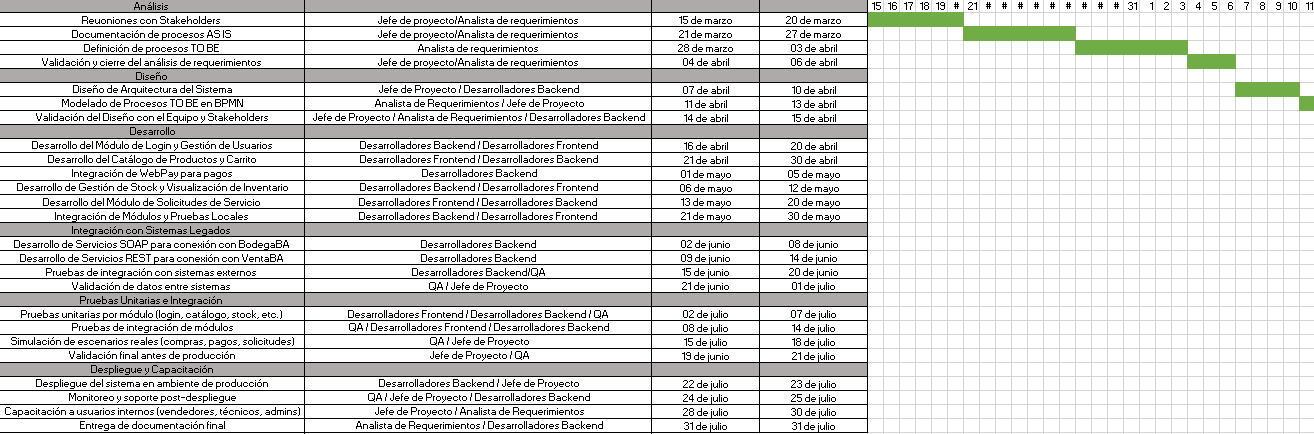 Análisis 15 16 17 18 19 # 21 # # # # # # # # # 31 1 2 3 4 5 6 7 8 9 10 11
Reuoniones con Stakeholders Jefe de proyecto/Analista de requerimientos 15 de marzo 20 de marzo
Documentación de procesos AS IS Jefe de proyecto/Analista de requerimientos 21 de marzo 27 de marzo
Definición de procesos TO BE Analista de requerimientos 28 de marzo 03 de abril
Validación y cierre del análisis de requerimientos Jefe de proyecto/Analista de requerimientos 04 de abril 06 de abril
Diseño
Diseño de Arquitectura del Sistema Jefe de Proyecto / Desarrolladores Backend 07 de abril 10 de abril
Modelado de Procesos TO BE en BPMN Analista de Requerimientos / Jefe de Proyecto 11 de abril 13 de abril
Validación del Diseño con el Equipo y Stakeholders Jefe de Proyecto / Analista de Requerimientos / Desarrolladores Backend 14 de abril 15 de abril
Desarrollo
Desarrollo del Módulo de Login y Gestión de Usuarios Desarrolladores Backend / Desarrolladores Frontend 16 de abril 20 de abril
Desarrollo del Catálogo de Productos y Carrito Desarrolladores Frontend / Desarrolladores Backend 21 de abril 30 de abril
Integración de WebPay para pagos Desarrolladores Backend 01 de mayo 05 de mayo
Desarrollo de Gestión de Stock y Visualización de Inventario Desarrolladores Backend / Desarrolladores Frontend 06 de mayo 12 de mayo
Desarrollo del Módulo de Solicitudes de Servicio Desarrolladores Frontend / Desarrolladores Backend 13 de mayo 20 de mayo
Integración de Módulos y Pruebas Locales Desarrolladores Backend / Desarrolladores Frontend 21 de mayo 30 de mayo
Integración con Sistemas Legados
Desarrollo de Servicios SOAP para conexión con BodegaBA Desarrolladores Backend 02 de junio 08 de junio
Desarrollo de Servicios REST para conexión con VentaBA Desarrolladores Backend 09 de junio 14 de junio
Pruebas de integración con sistemas externos Desarrolladores Backend/QA 15 de junio 20 de junio
Validación de datos entre sistemas QA / Jefe de Proyecto 21 de junio 01 de julio
Pruebas Unitarias e Integración
Pruebas unitarias por módulo (login, catálogo, stock, etc.) Desarrolladores Frontend / Desarrolladores Backend / QA 02 de julio 07 de julio
Pruebas de integración de módulos QA / Desarrolladores Frontend / Desarrolladores Backend 08 de julio 14 de julio
Simulación de escenarios reales (compras, pagos, solicitudes) QA / Jefe de Proyecto 15 de julio 18 de julio
Validación final antes de producción Jefe de Proyecto / QA 19 de junio 21 de julio
Despliegue y Capacitación
Despliegue del sistema en ambiente de producción Desarrolladores Backend / Jefe de Proyecto 22 de julio 23 de julio
Monitoreo y soporte post-despliegue QA / Jefe de Proyecto / Desarrolladores Backend 24 de julio 25 de julio
Capacitación a usuarios internos (vendedores, técnicos, admins) Jefe de Proyecto / Analista de Requerimientos 28 de julio 30 de julio
Entrega de documentación final Analista de Requerimientos / Desarrolladores Backend 31 de julio 31 de julio